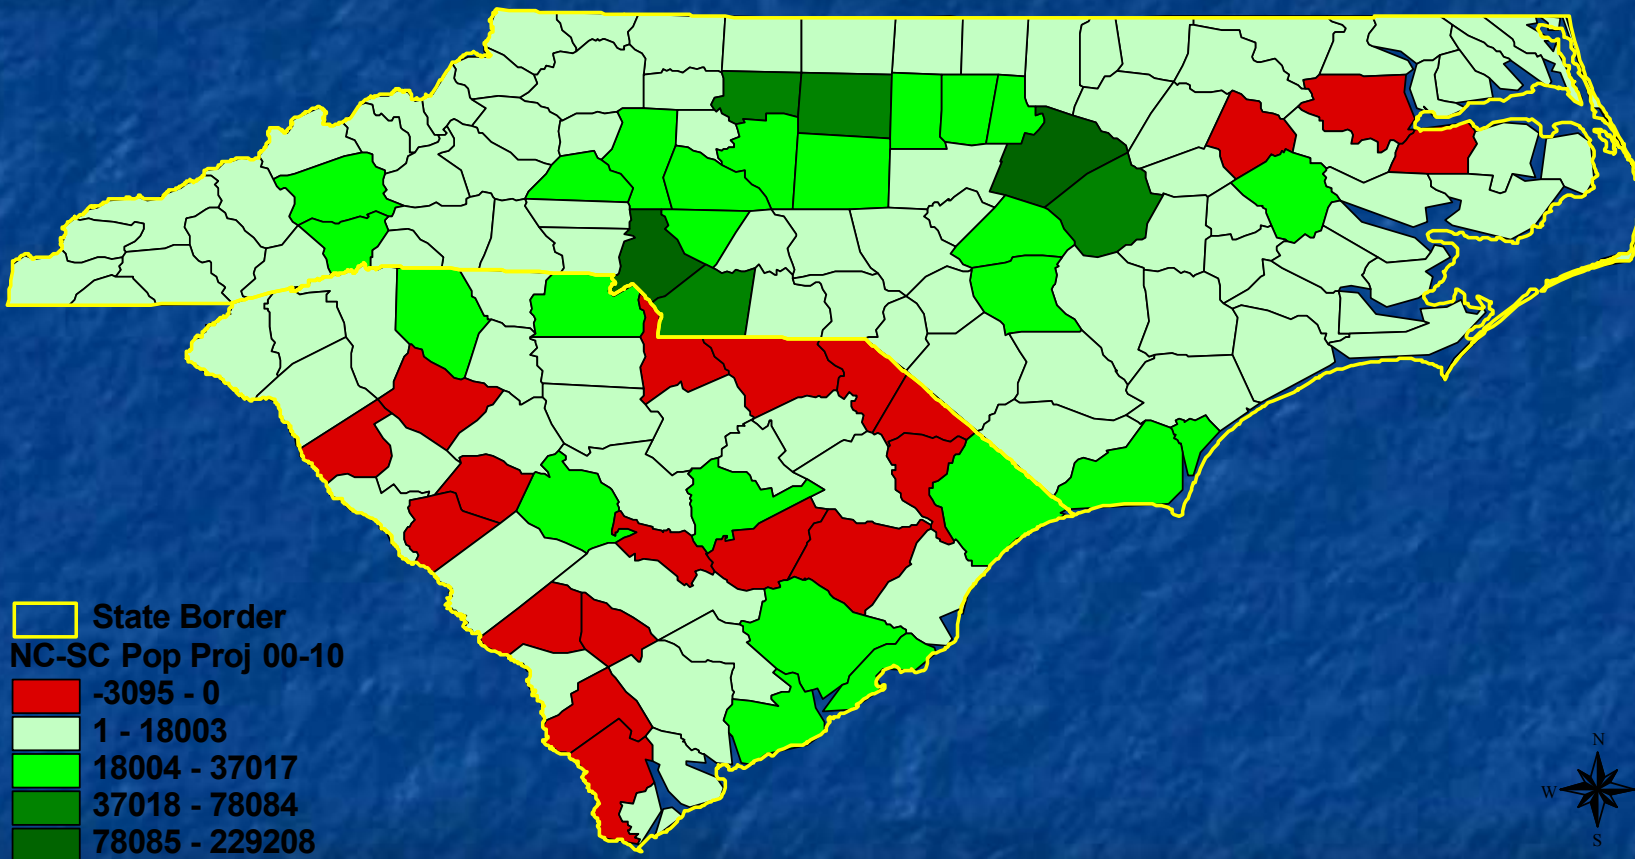 State Border
NC-SC Pop Proj 00-10
-3095 - 0
1 - 18003
18004 - 37017
37018 - 78084
78085 - 229208
N
W
S